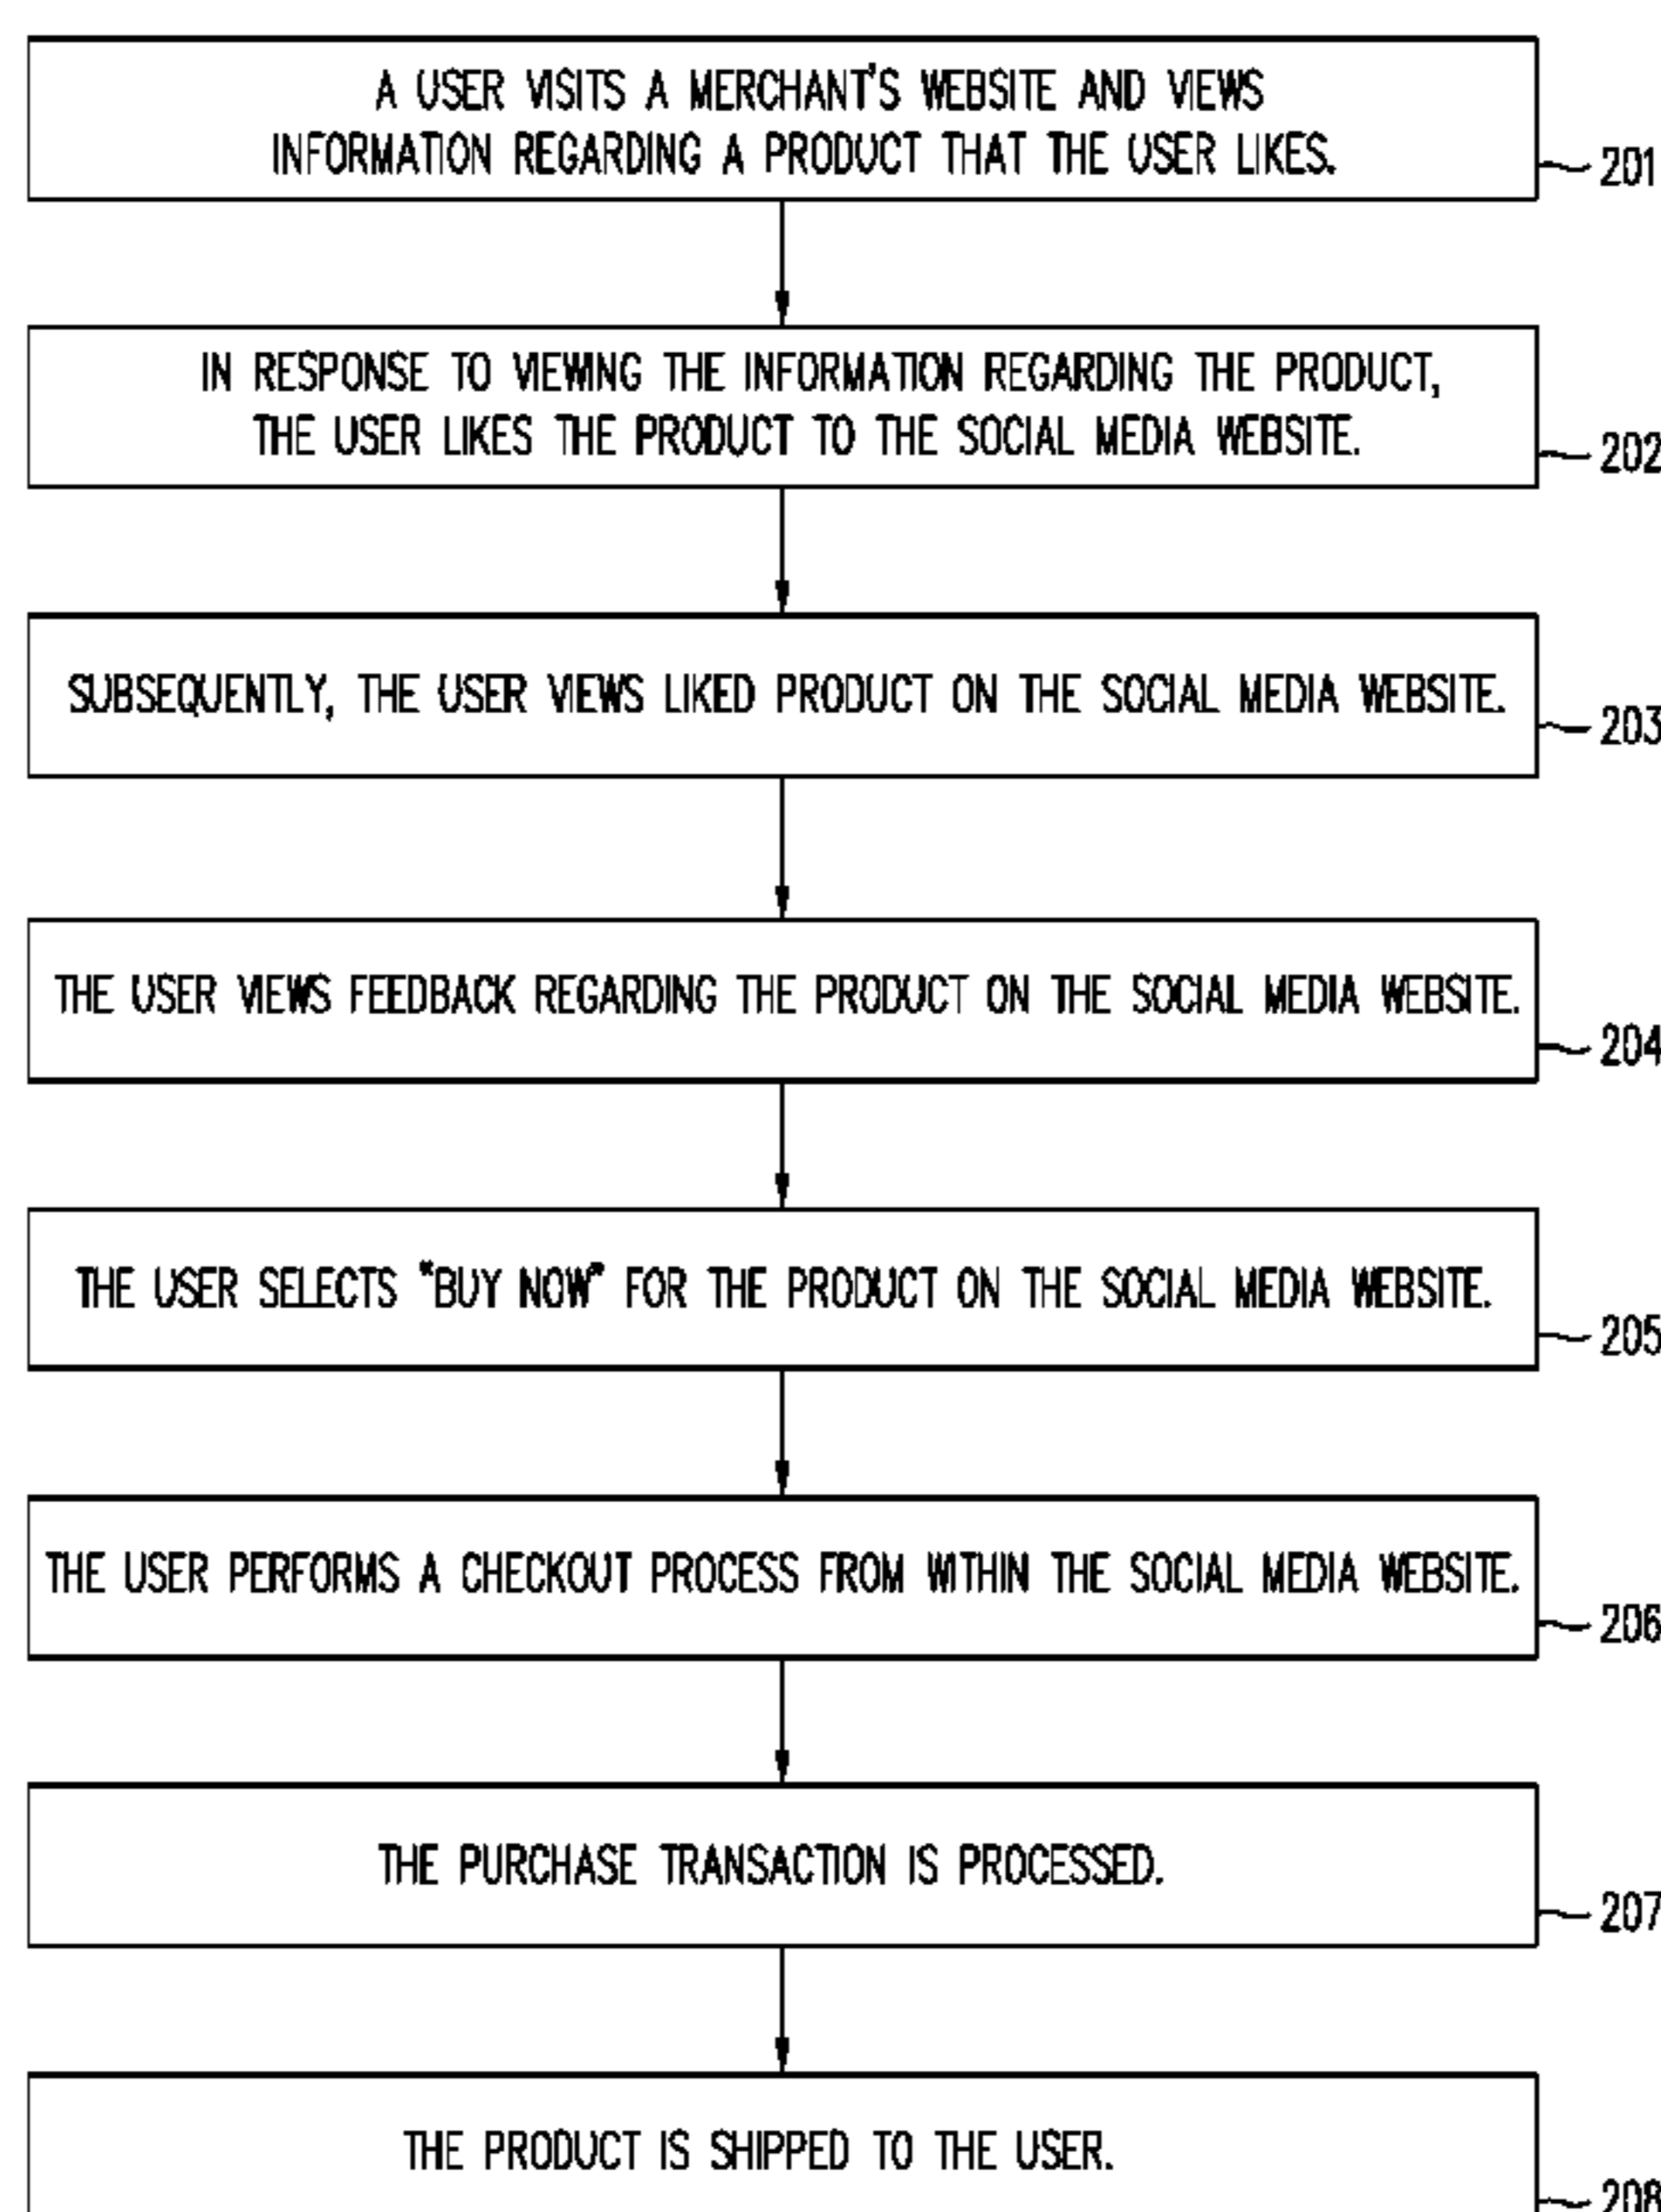 A USER VISITS A MERCHANT'S WEBSITE AND VIEWS
INFORMATION REGARDING A PRODUCT THAT THE USER LIKES.
201
IN RESPONSE TO VIEWING THE INFORMATION REGARDING THE PRODUCT,
THE USER LIKES THE PRODUCT TO THE SOCIAL MEDIA WEBSITE.
202
SUBSEQUENTLY, THE USER VIEWS LIKED PRODUCT ON THE SOCIAL MEDIA WEBSITE.
203
THE USER VIEWS FEEDBACK REGARDING THE PRODUCT ON THE SOCIAL MEDIA WEBSITE.
204
THE USER SELECTS "BUY NOW" FOR THE PRODUCT ON THE SOCIAL MEDIA WEBSITE.
205
THE USER PERFORMS A CHECKOUT PROCESS FROM WITHIN THE SOCIAL MEDIA WEBSITE.
206
THE PURCHASE TRANSACTION IS PROCESSED.
207
THE PRODUCT IS SHIPPED TO THE USER.
208